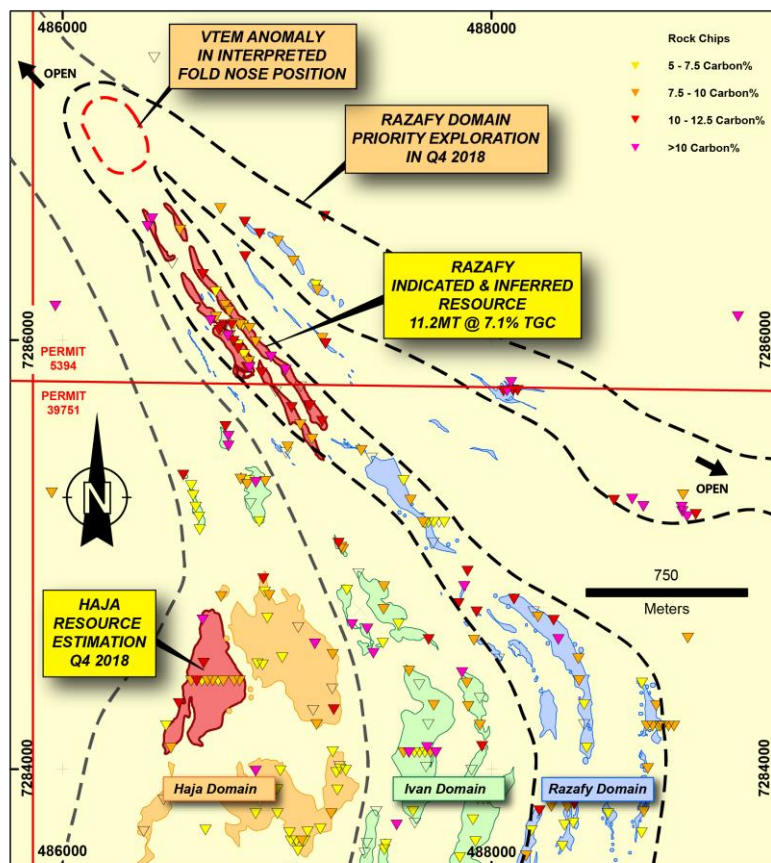 486000
488000
VTEM ANOMALY
IN INTERPRETED
FOLD NOSE POSITION
OPEN
Rock Chips
5 - 7.5 Carbon%
7.5 - 10 Carbon%
10 - 12.5 Carbon%
>10 Carbon%
RAZAFY DOMAIN
PRIORITY EXPLORATION
IN Q4 2018
RAZAFY
INDICATED & INFERRED
RESOURCE
11.2MT @ 7.1% TGC
7286000
7286000
PERMIT
5394
PERMIT
39751
N
OPEN
750
Meters
HAJA
RESOURCE
ESTIMATION
Q4 2018
7284000
7284000
Haja Domain
Ivan Domain
Razafy Domain
486000
488000